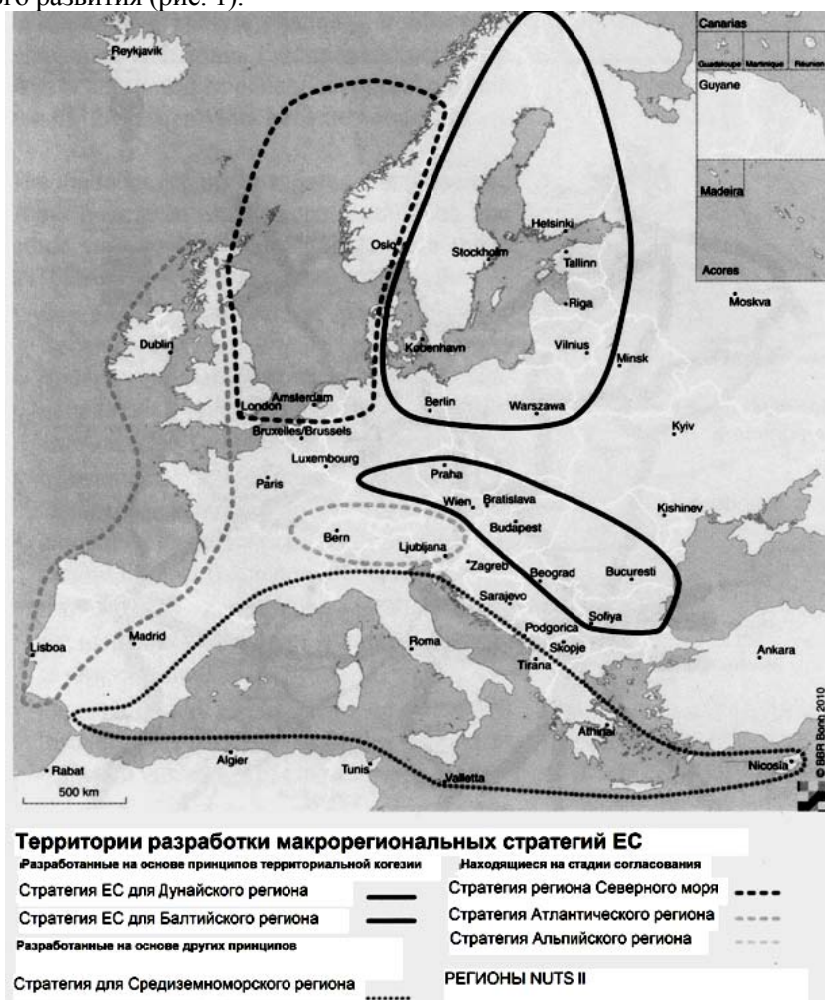 ого развития (рис. 1).
Reykjavik
Canarias
Guadeloupe Martinique Réunion
Guyane
Madeira
Acores
Helsinki
Oslo
Stockholm
Tallinn
Moskva
Riga
Dublin
København
Vilnius
Minsk
Amsterdam
Berlin
Warszawa
London
Bruxelles/Brussels
Kyiv
Luxembourg
Praha
Paris
Wien
Bratislava
Kishinev
Budapest
Bern
Ljubljana
Zagreb
Beograd
Bucuresti
Sarajevo
Sofiya
Podgorica
Madrid
Roma
Skopje
Lisboa
Tirana
Ankara
Athinai
© BBR Bonn 2010
Algier
Tunis
Nicosia
Rabat
Valletta
500 km
Территории разработки макрорегиональных стратегий ЕС
Разработанные на основе принципов территориальной когезии
Находящиеся на стадии согласования
Стратегия ЕС для Дунайского региона
Стратегия региона Северного моря
Стратегия ЕС для Балтийского региона
Стратегия Атлантического региона
Стратегия Альпийского региона
Разработанные на основе других принципов
Стратегия для Средиземноморского региона
РЕГИОНЫ NUTS II